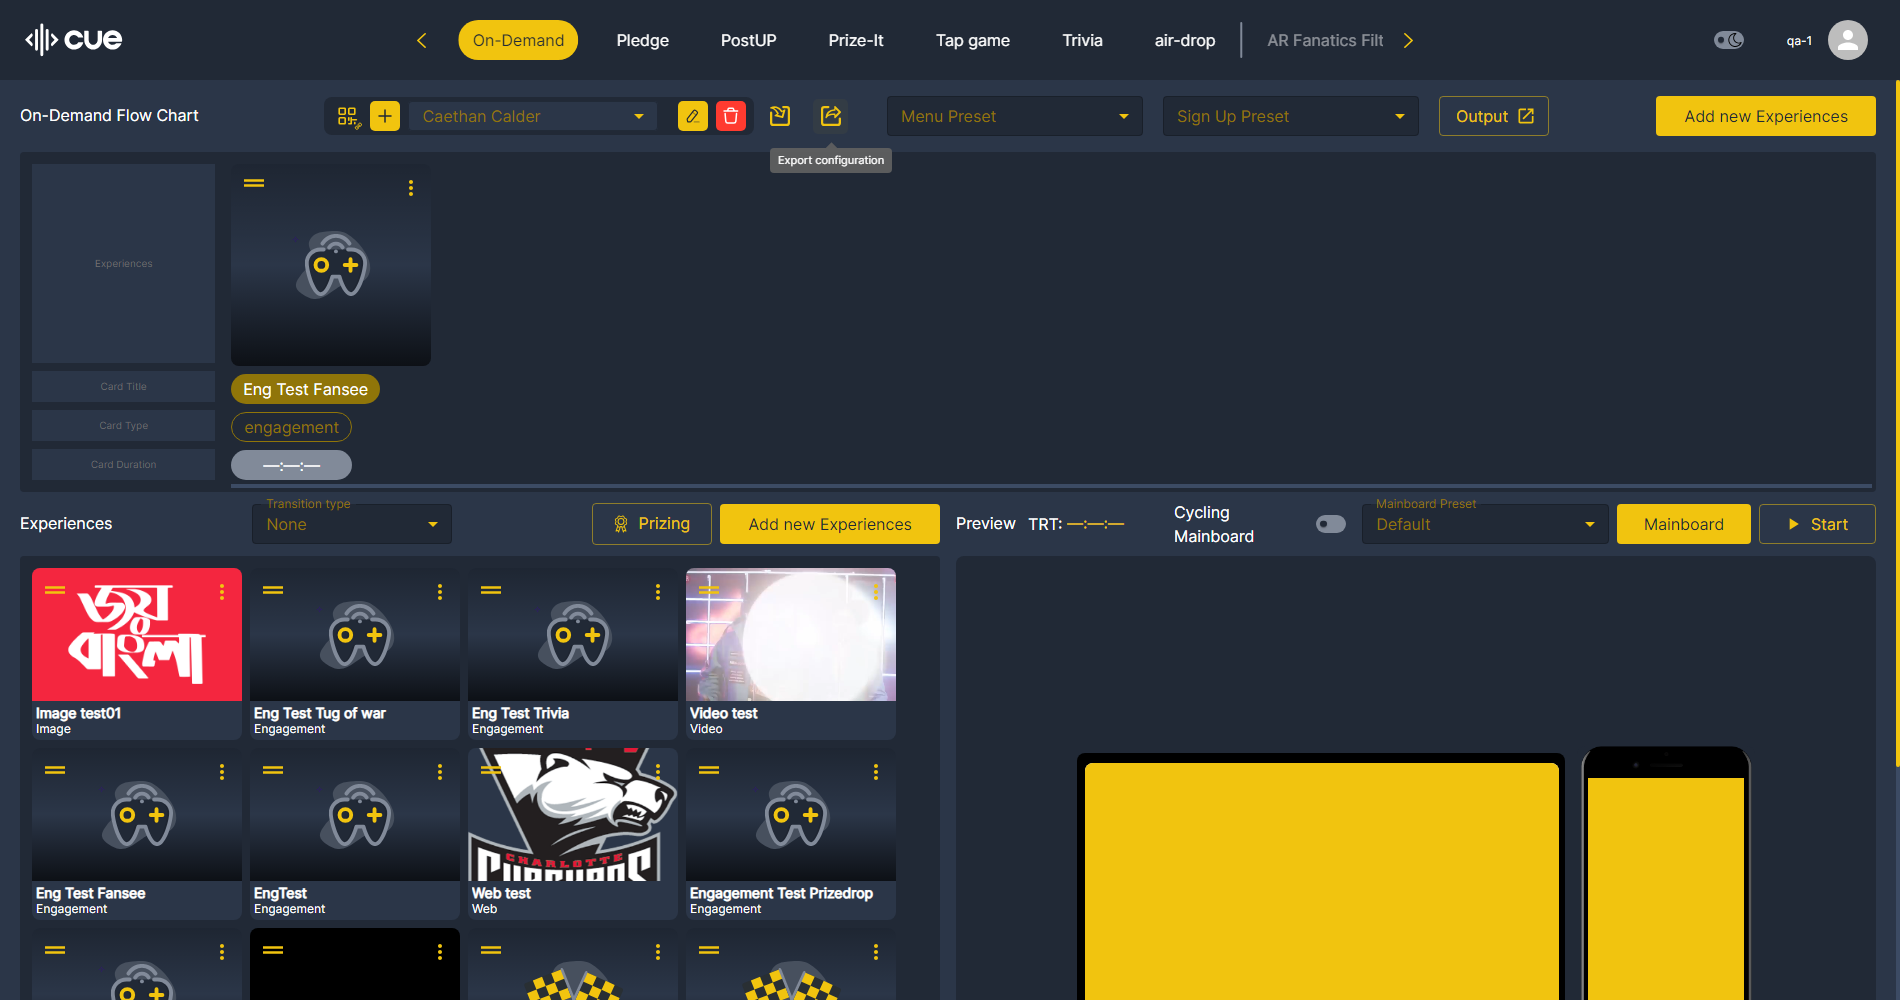 cue
On-Demand
Pledge
PostUP
Prize-It
Tap game
Trivia
air-drop
AR Fanatics Filt
qa-1
On-Demand Flow Chart
Caethan Calder
Menu Preset
Sign Up Preset
Output
Add new Experiences
Export configuration
Experiences
Card Title
Eng Test Fansee
Card Type
engagement
Card Duration
—:—:—
Experiences
Transition type
None
Prizing
Add new Experiences
Preview
TRT: —:—:—
Cycling
Mainboard
Mainboard Preset
Default
Mainboard
Start
জয়
বাংলা
Image test01
Image
Eng Test Tug of war
Engagement
Eng Test Trivia
Engagement
Video test
Video
Eng Test Fansee
Engagement
EngTest
Engagement
CHARLOTTE
Web test
Web
Engagement Test Prizedrop
Engagement